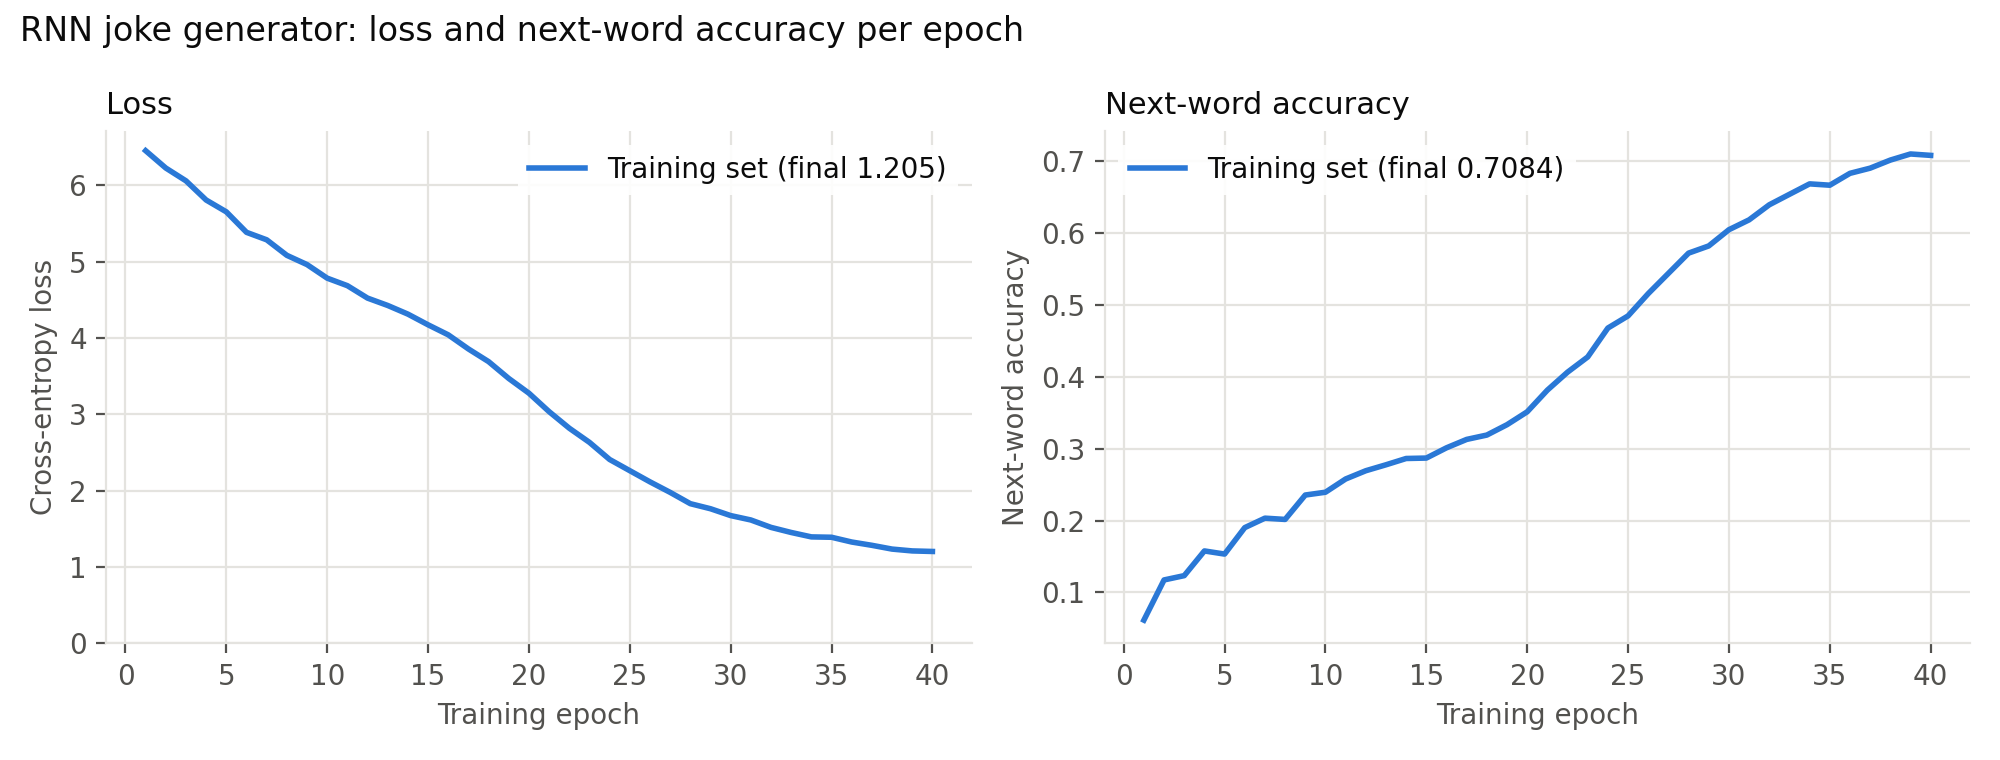 RNN joke generator: loss and next-word accuracy per epoch
Loss
Training set (final 1.205)
Cross-entropy loss
6
5
4
3
2
1
0
0 5 10 15 20 25 30 35 40
Training epoch
Next-word accuracy
Training set (final 0.7084)
Next-word accuracy
0.7
0.6
0.5
0.4
0.3
0.2
0.1
0 5 10 15 20 25 30 35 40
Training epoch